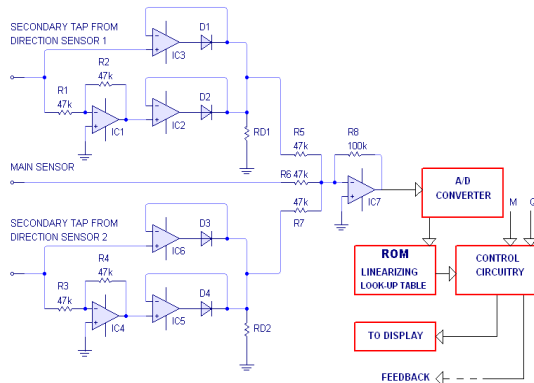 SECONDARY TAP FROM
DIRECTION SENSOR 1
D1
IC3
R2
47k
R1
47k
IC1
D2
IC2
RD1
R5
47k
R8
100k
MAIN SENSOR
R6 47k
IC7
47k
R7
A/D
CONVERTER
M
SECONDARY TAP FROM
DIRECTION SENSOR 2
D3
IC6
R4
47k
R3
47k
IC4
D4
IC5
RD2
ROM
LINEARIZING
LOOK-UP TABLE
CONTROL
CIRCUITRY
TO DISPLAY
FEEDBACK